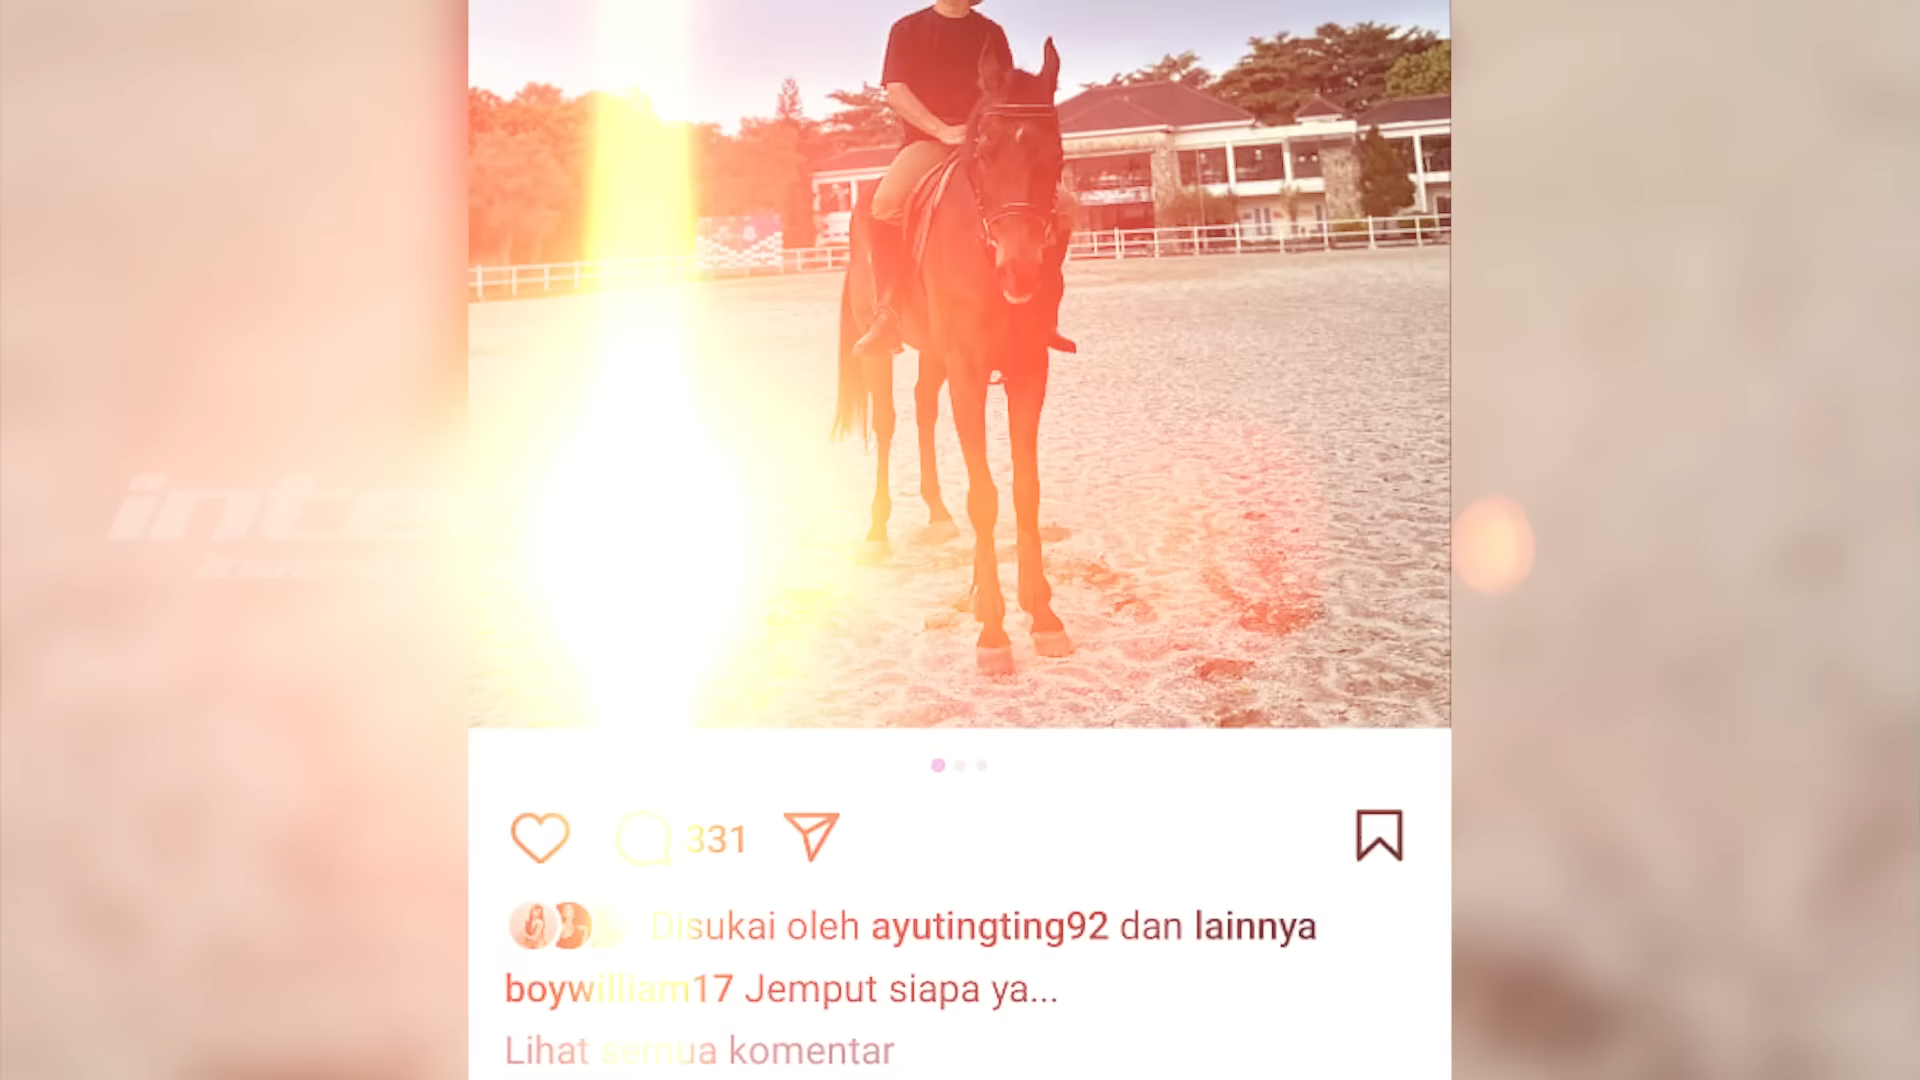 331
Disukai oleh ayutingting92 dan lainnya
boywilliam17 Jemput siapa ya...
Lihat semua komentar